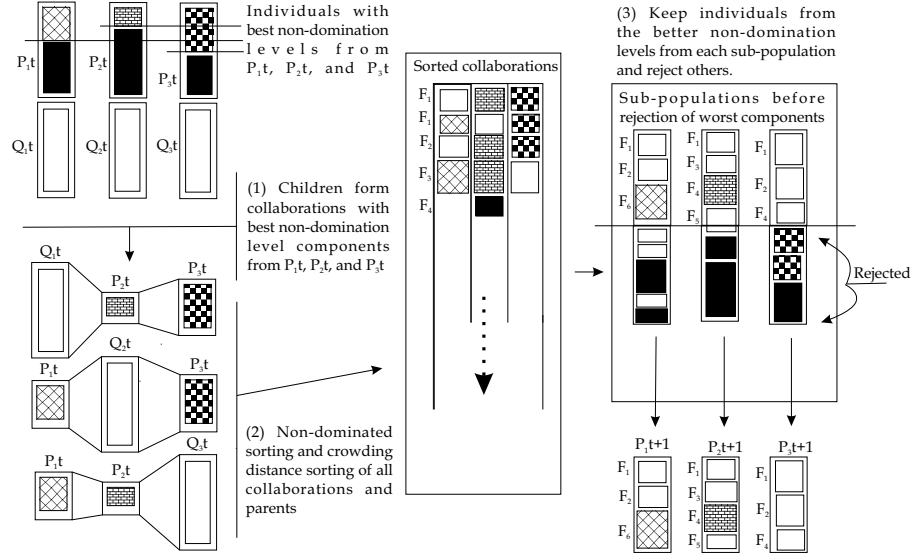 Individuals with
best non-domination
levels from
P1t, P2t, and P3t
P1t
P2t
P3t
Q1t
Q2t
Q3t
(1) Children form
collaborations with
best non-domination
level components
from P1t, P2t, and P3t
Q1t
P2t
P3t
Q2t
P1t
P3t
Q3t
P1t
P2t
(2) Non-dominated
sorting and crowding
distance sorting of all
collaborations and
parents
Sorted collaborations
F1
F1
F2
F3
F4
(3) Keep individuals from
the better non-domination
levels from each sub-population
and reject others.
Sub-populations before
rejection of worst components
F1
F2
F6
F1
F3
F4
F5
F1
F2
F4
Rejected
P1t+1
P2t+1
P3t+1
F1
F2
F6
F1
F3
F4
F5
F1
F2
F4